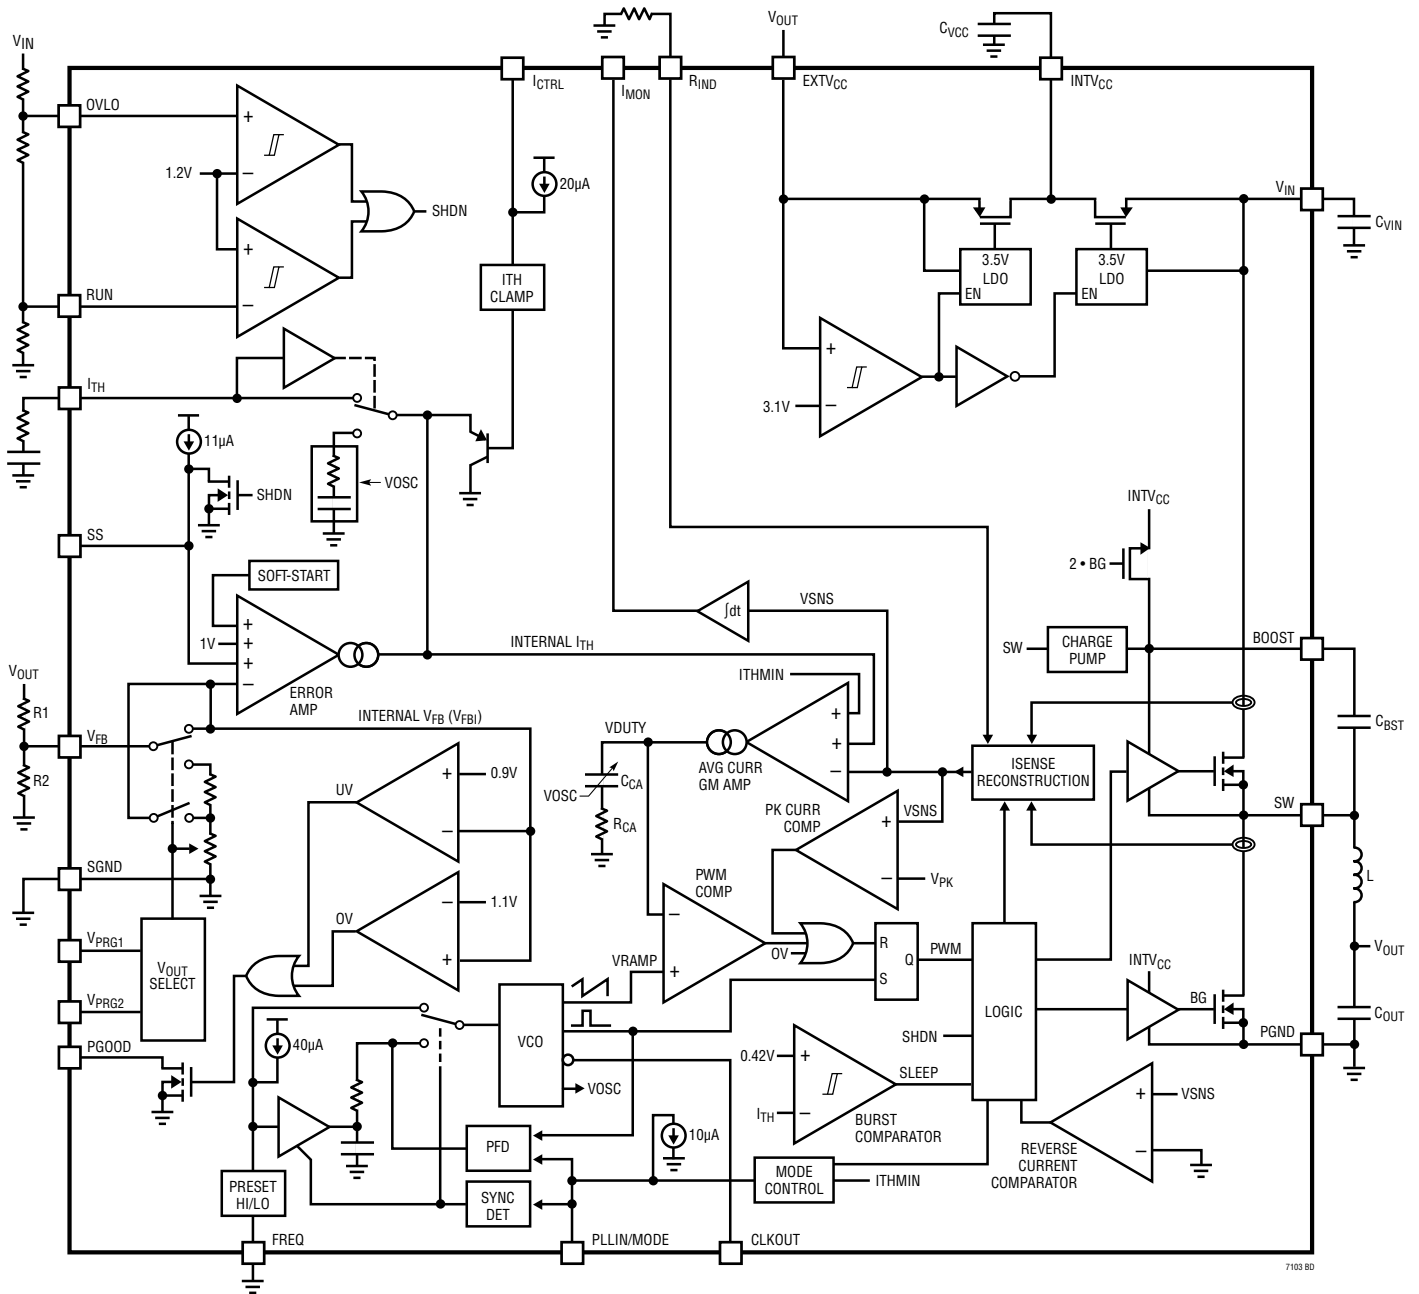 VOUT
CVCC
VIN
ICTRL
IMON
RIND
EXTVCC
INTVCC
OVLO
+
1.2V
−
20µA
SHDN
VIN
CVIN
+
−
RUN
ITH
CLAMP
3.5V
LDO
EN
3.5V
LDO
EN
+
3.1V
−
ITH
11µA
SHDN
VOSC
INTVCC
2 • BG
SS
SOFT-START
∫dt
VSNS
+
1V
+
+
−
ERROR
AMP
INTERNAL ITH
SW
CHARGE
PUMP
BOOST
ITHMIN
VOUT
R1
R2
VFB
INTERNAL VFB (VFBI)
VDUTY
+
+
−
AVG CURR
GM AMP
CBST
VOSC
CCA
RCA
ISENSE
RECONSTRUCTION
0.9V
+
UV
−
PK CURR
COMP
VSNS
+
−
VPK
SW
L
SGND
PWM
COMP
1.1V
−
OV
+
−
+
VPRG1
VOUT
SELECT
VPRG2
VRAMP
OV
R
Q
S
PWM
LOGIC
INTVCC
BG
VOUT
COUT
PGND
PGOOD
40µA
VCO
VOSC
SHDN
0.42V
+
SLEEP
ITH
−
BURST
COMPARATOR
+
VSNS
−
REVERSE
CURRENT
COMPARATOR
PFD
10µA
PRESET
HI/LO
SYNC
DET
MODE
CONTROL
ITHMIN
FREQ
PLLIN/MODE
CLKOUT
7103 BD